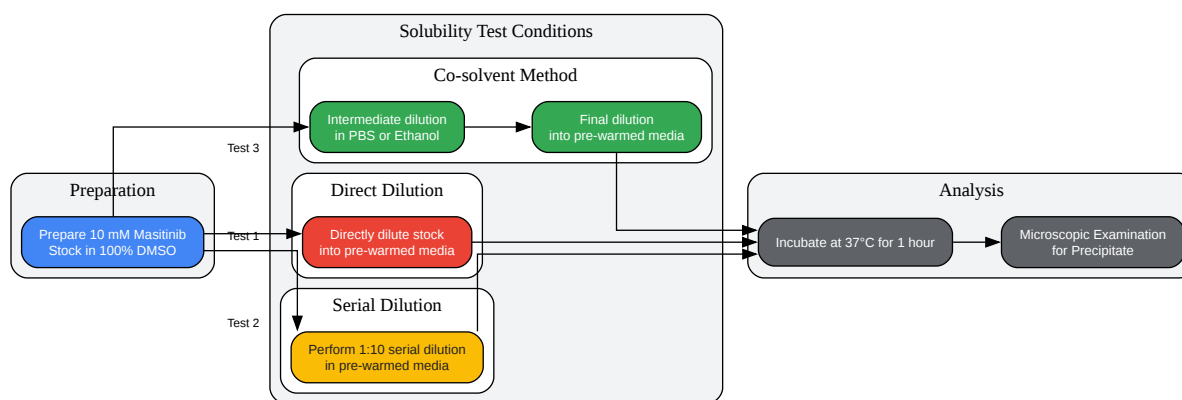 Solubility Test Conditions
Co-solvent Method
Intermediate dilution
in PBS or Ethanol
Final dilution
into pre-warmed media
Test 3
Preparation
Prepare 10 mM Masitinib
Stock in 100% DMSO
Test 1
Direct Dilution
Directly dilute stock
into pre-warmed media
Analysis
Incubate at 37°C for 1 hour
Microscopic Examination
for Precipitate
Test 2
Serial Dilution
Perform 1:10 serial dilution
in pre-warmed media